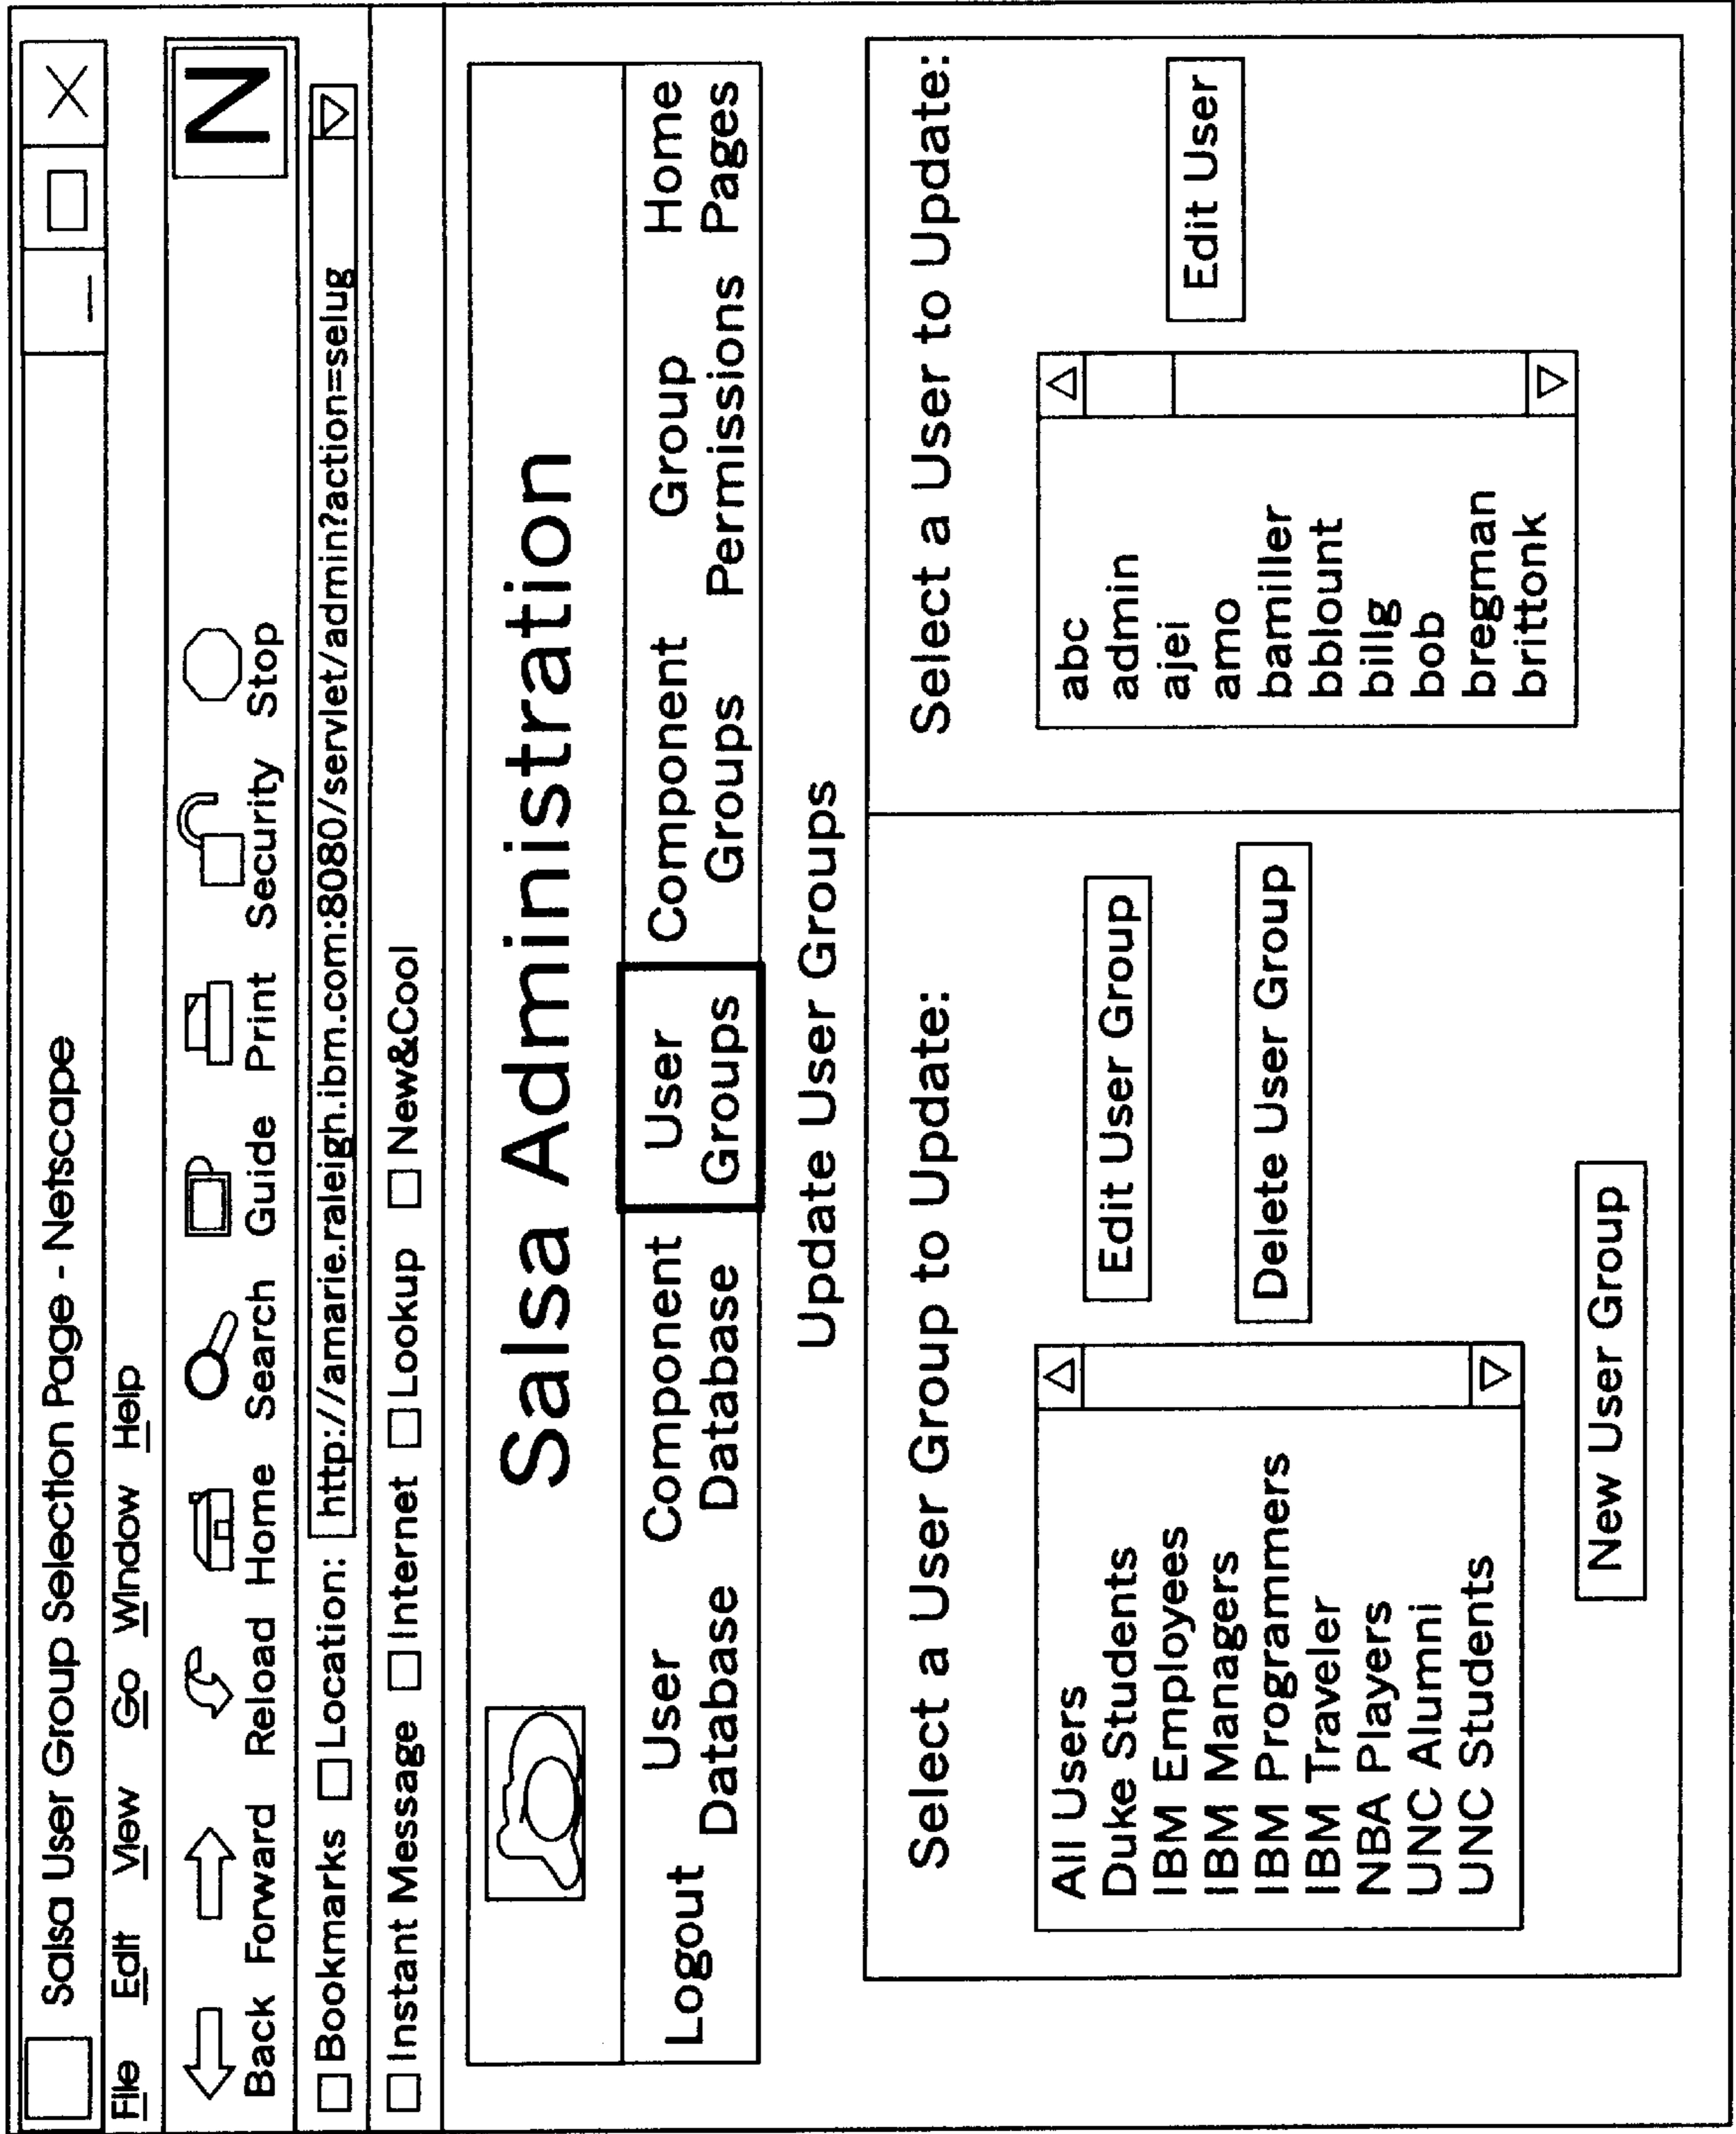 Salsa User Group Selection Page - Netscape
File Edit View Go Window Help
Back Forward Reload Home Search Guide Print Security Stop
N
Bookmarks Location: http://amarie.raleigh.ibm.com:8080/servlet/admin?action=selug
Instant Message Internet Lookup New&Cool
Salsa Administration
Logout User Database Component Database User Groups Component Groups Group Permissions Home Pages
Update User Groups
Select a User Group to Update:
All Users
Duke Students
IBM Employees
IBM Managers
IBM Programmers
IBM Traveler
NBA Players
UNC Alumni
UNC Students
Edit User Group
Delete User Group
New User Group
Select a User to Update:
abc
admin
ajei
amo
bamiller
bblount
billg
bob
bregman
brittonk
Edit User